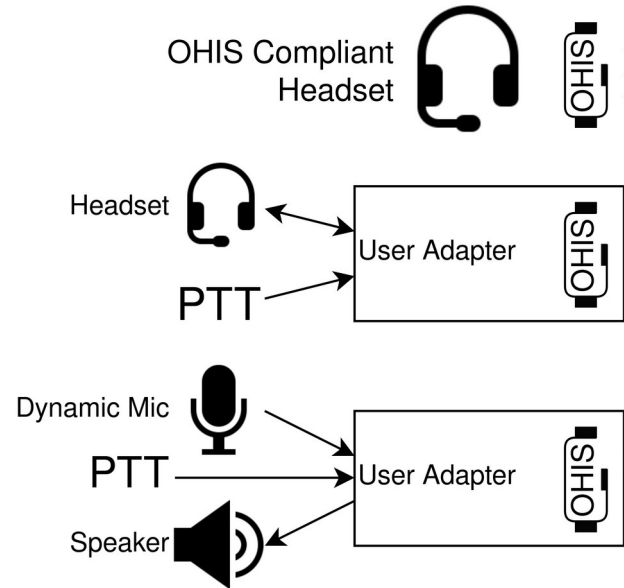 OHIS Compliant
Headset
OHIS
Headset
User Adapter
OHIS
PTT
Dynamic Mic
PTT
User Adapter
OHIS
Speaker